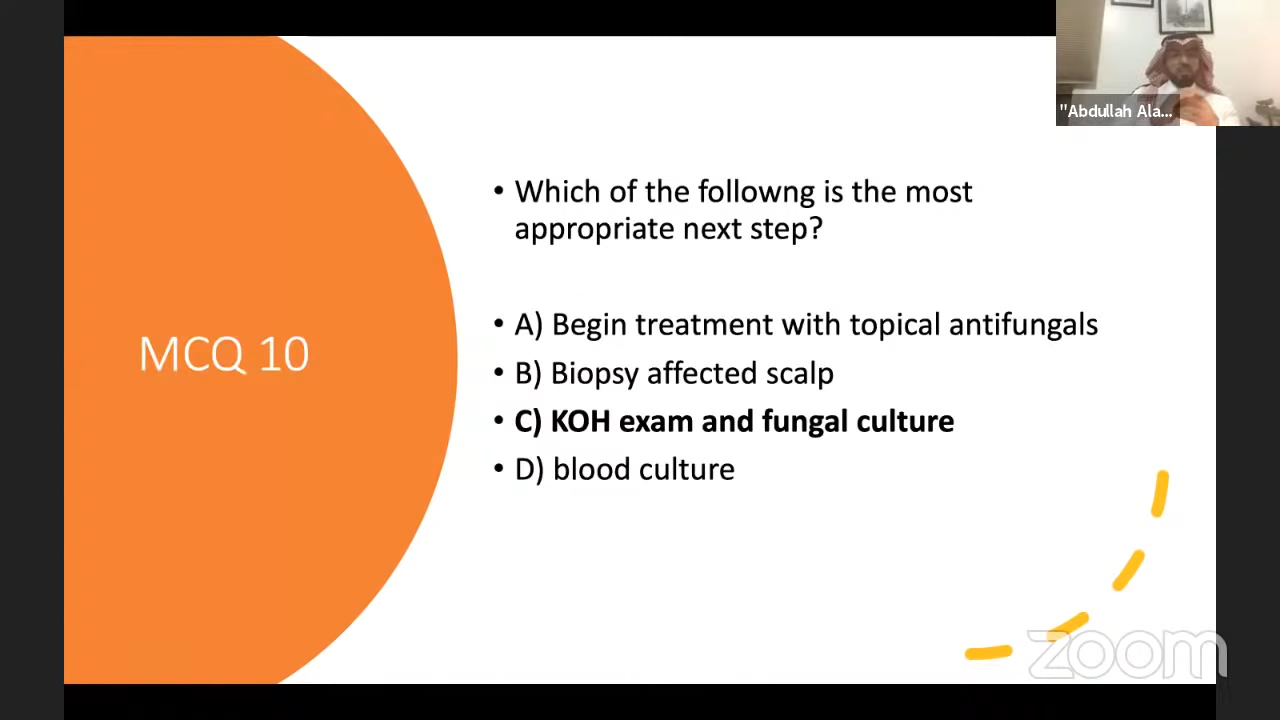 "Abdullah Ala...
MCQ 10
• Which of the followng is the most
appropriate next step?
• A) Begin treatment with topical antifungals
• B) Biopsy affected scalp
• C) KOH exam and fungal culture
• D) blood culture
zoom